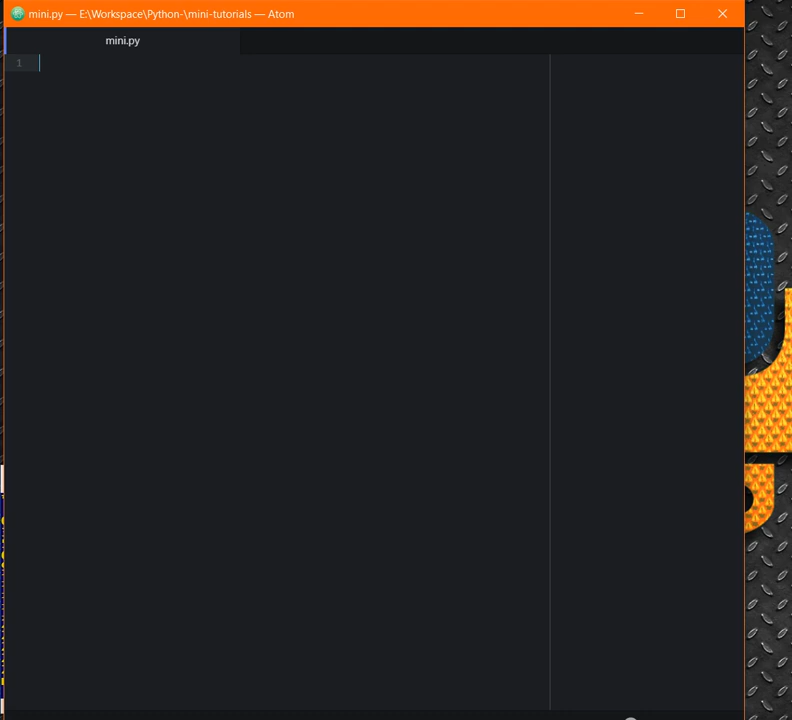 mini.py — E:\Workspace\Python-\mini-tutorials — Atom
mini.py
1